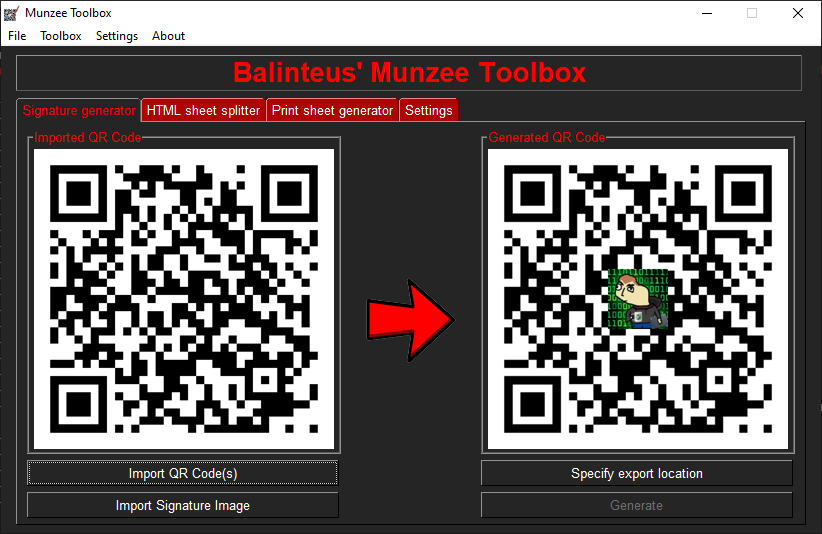 Munzee Toolbox
File Toolbox Settings About
Balinteus' Munzee Toolbox
Signature generator HTML sheet splitter Print sheet generator Settings
Imported QR Code
Generated QR Code
Import QR Code(s)
Specify export location
Import Signature Image
Generate